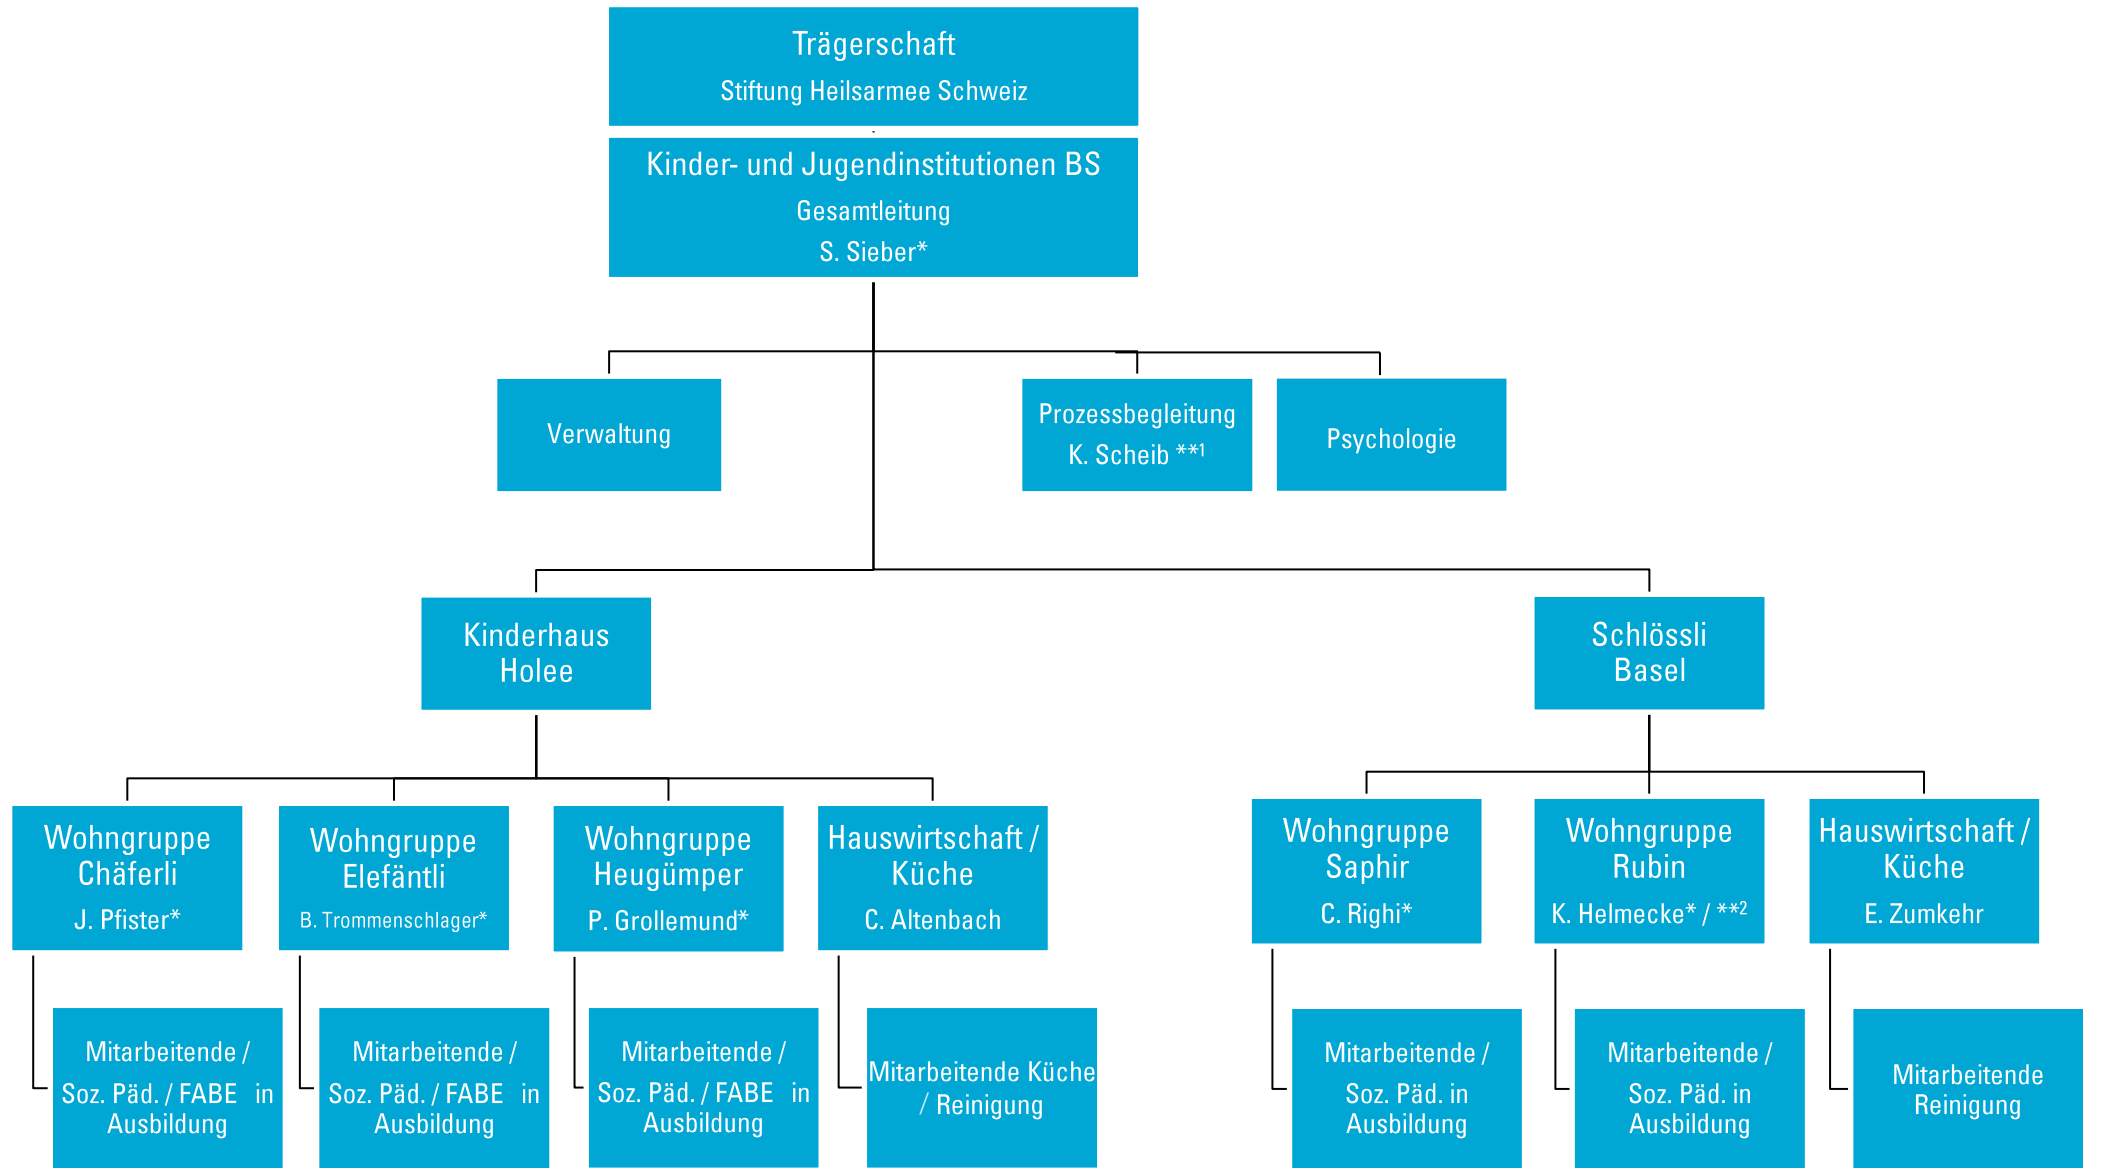 Trägerschaft
Stiftung Heilsarmee Schweiz
Kinder- und Jugendinstitutionen BS
Gesamtleitung
S. Sieber*
Verwaltung
Prozessbegleitung
K. Scheib **¹
Psychologie
Kinderhaus
Holee
Schlössli
Basel
Wohngruppe
Chäferli
J. Pfister*
Wohngruppe
Elefäntli
B. Trommenschlager*
Wohngruppe
Heugümper
P. Grollemund*
Hauswirtschaft /
Küche
C. Altenbach
Wohngruppe
Saphir
C. Righi*
Wohngruppe
Rubin
K. Helmecke* / **²
Hauswirtschaft /
Küche
E. Zumkehr
Mitarbeitende /
Soz. Päd. / FABE in
Ausbildung
Mitarbeitende /
Soz. Päd. / FABE in
Ausbildung
Mitarbeitende /
Soz. Päd. / FABE in
Ausbildung
Mitarbeitende Küche
/ Reinigung
Mitarbeitende /
Soz. Päd. in
Ausbildung
Mitarbeitende /
Soz. Päd. in
Ausbildung
Mitarbeitende
Reinigung